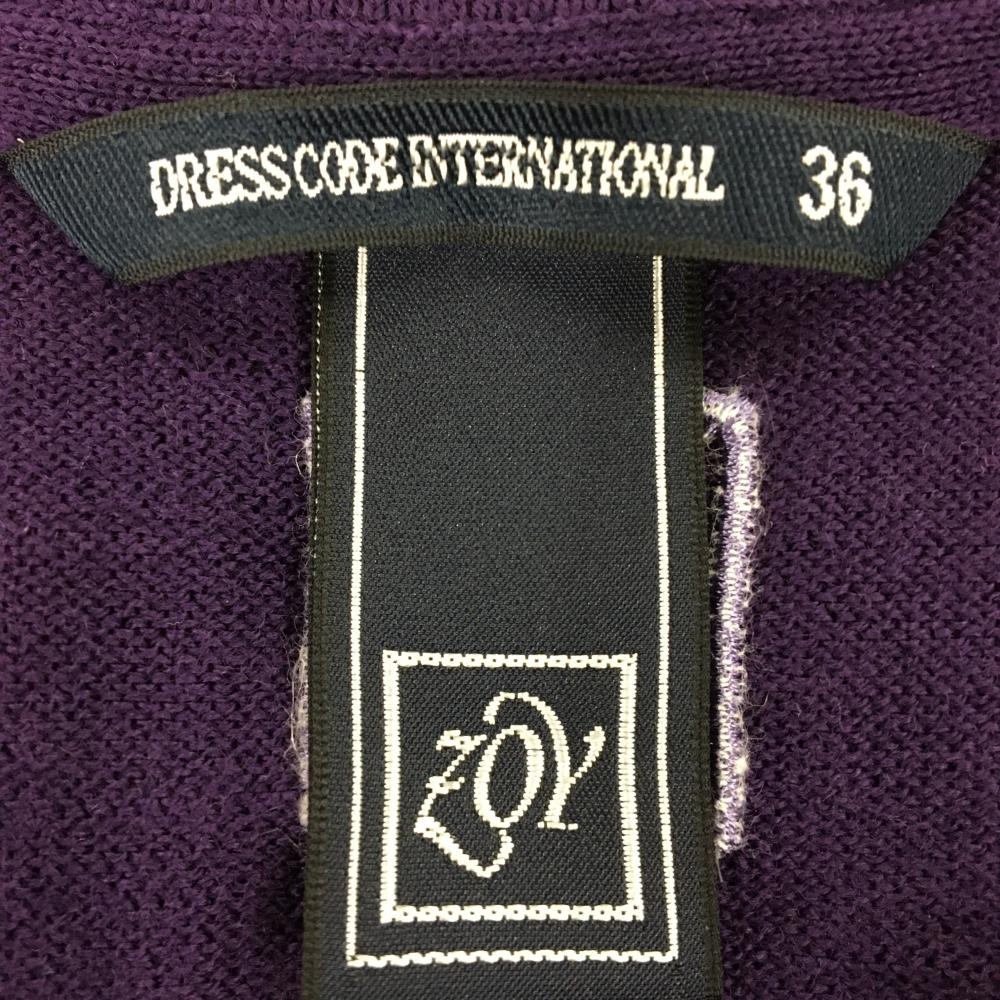 DRESS CODE INTERNATIONAL 36
ZOY